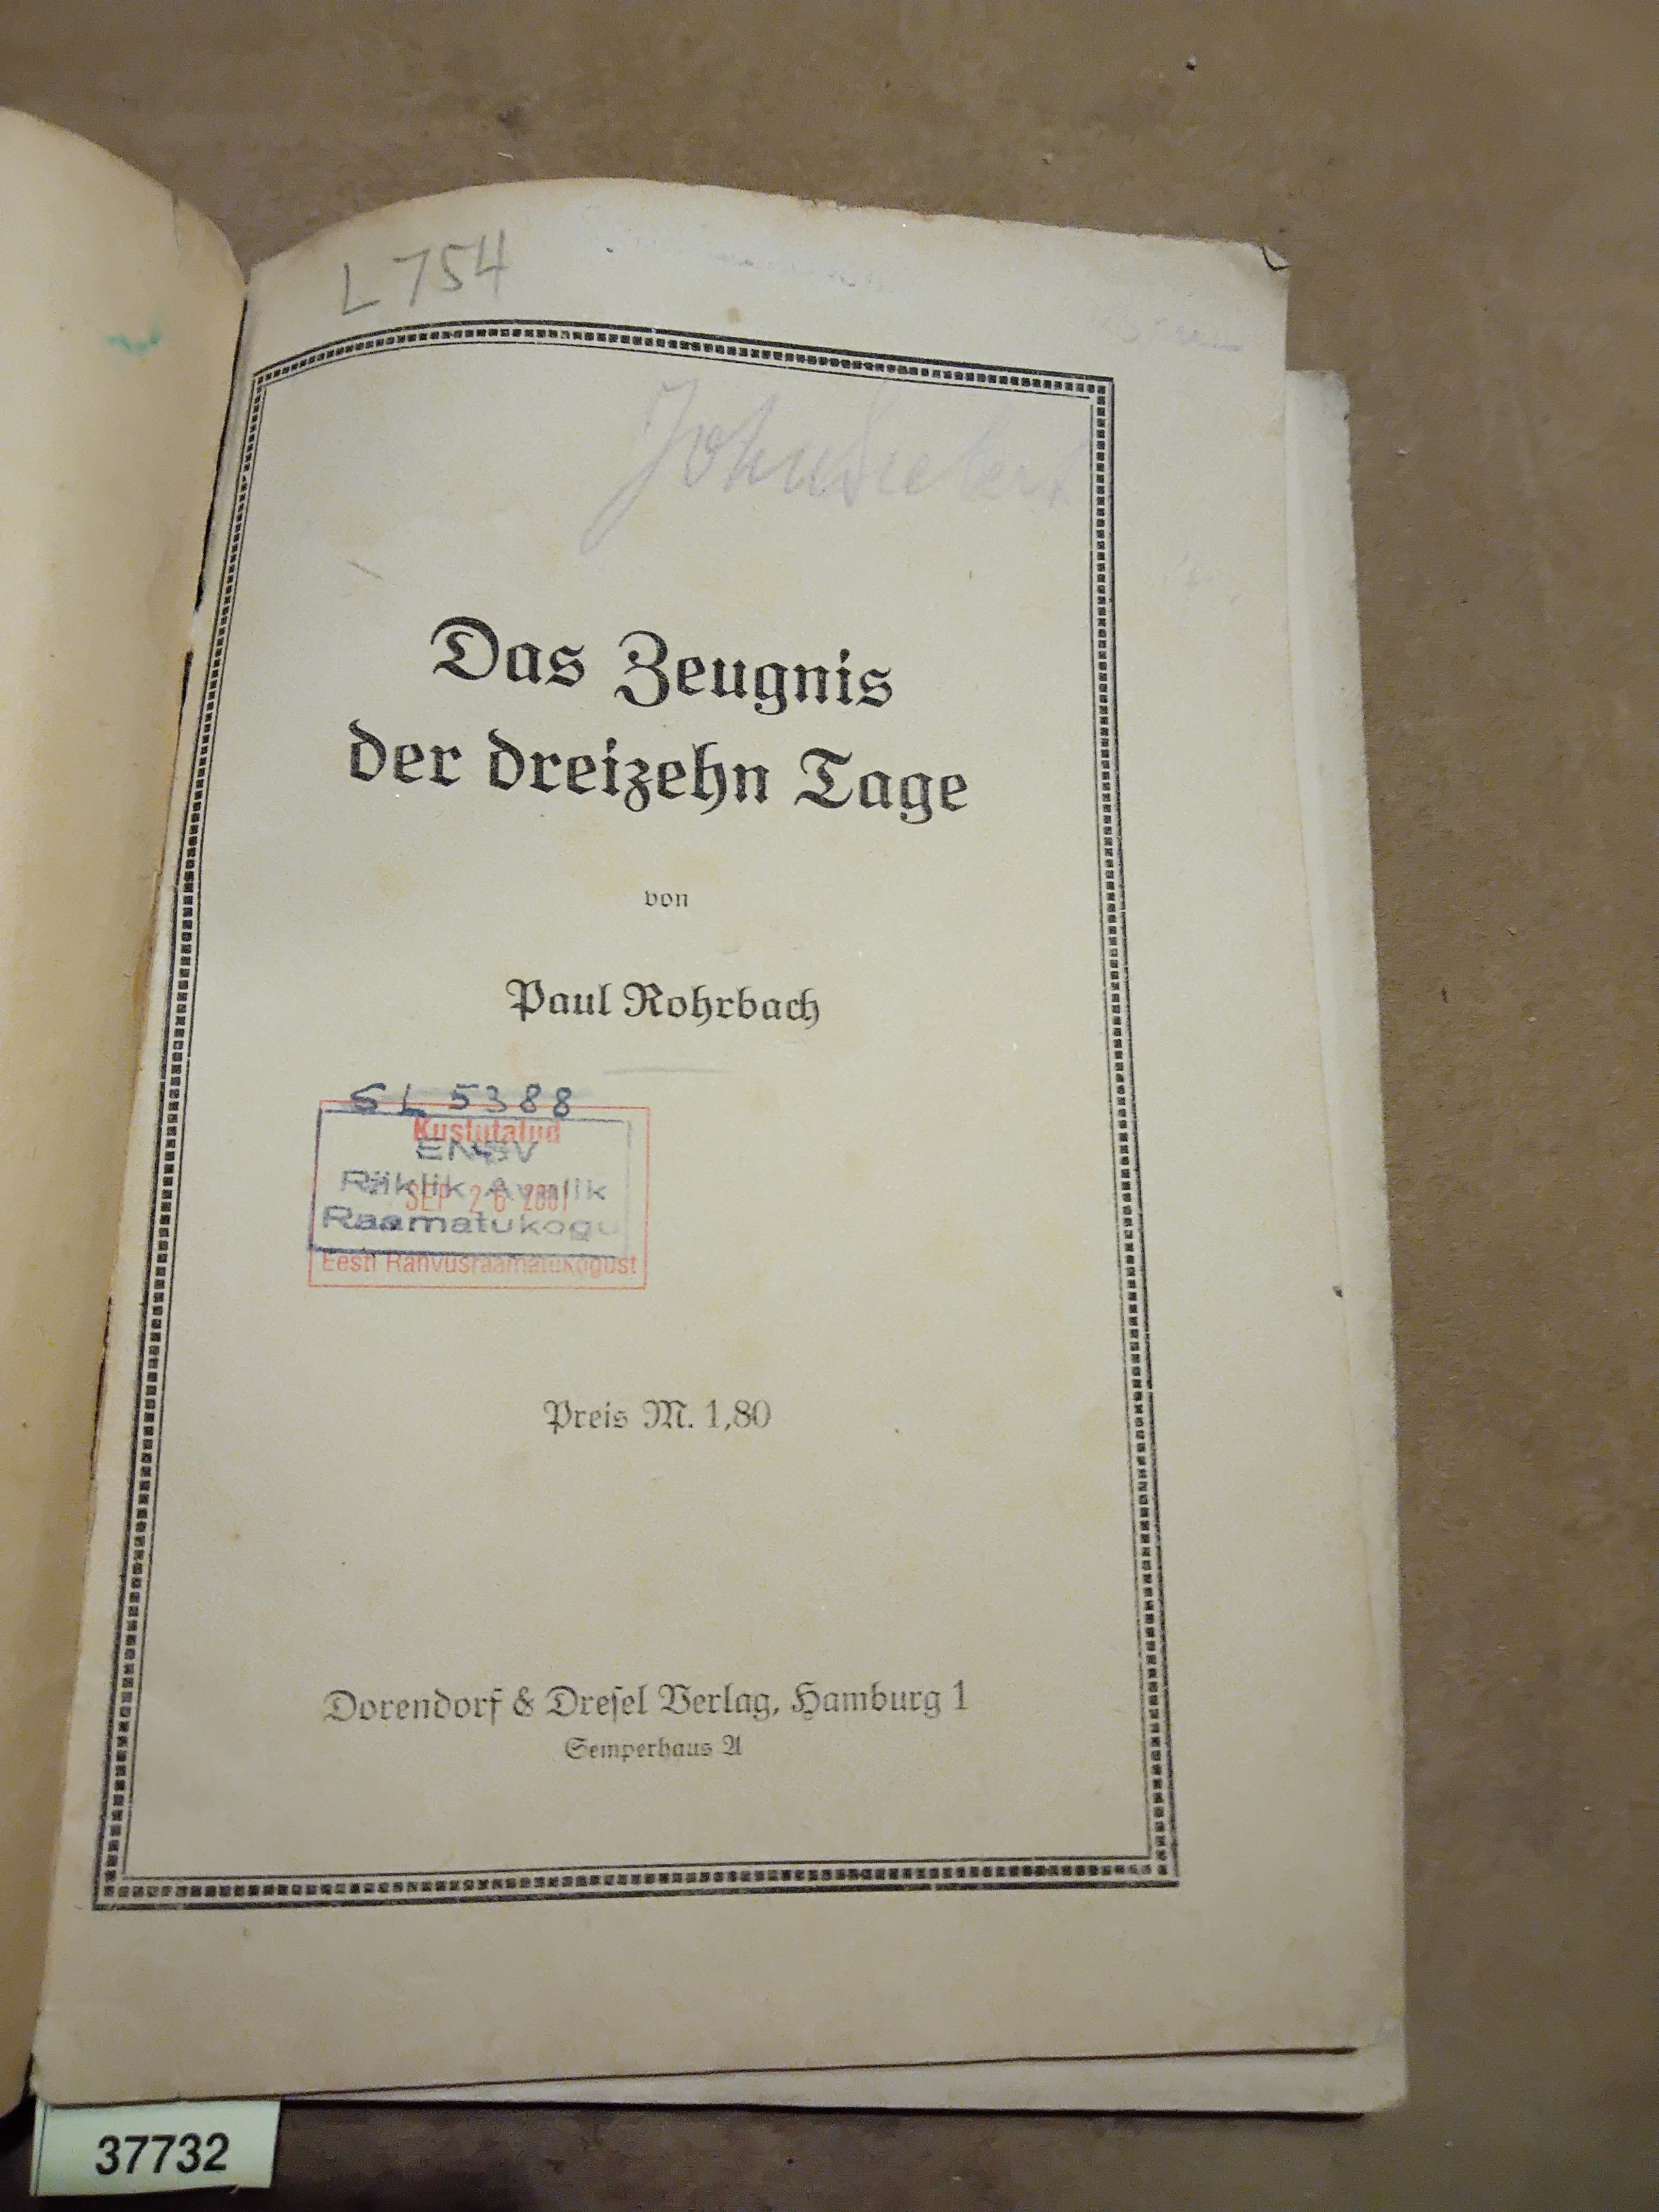 L 754
John Siebert
Das Zeugnis
der dreizehn Tage
von
Paul Rohrbach
SL 5388
Kustutatud
ENSV
Riiklik Avalik
SEP 26 2001
Raamatukogu
Eesti Rahvusraamatukogust
Preis M. 1,80
Dorendorf & Dresel Verlag, Hamburg 1
Semperhaus A
37732